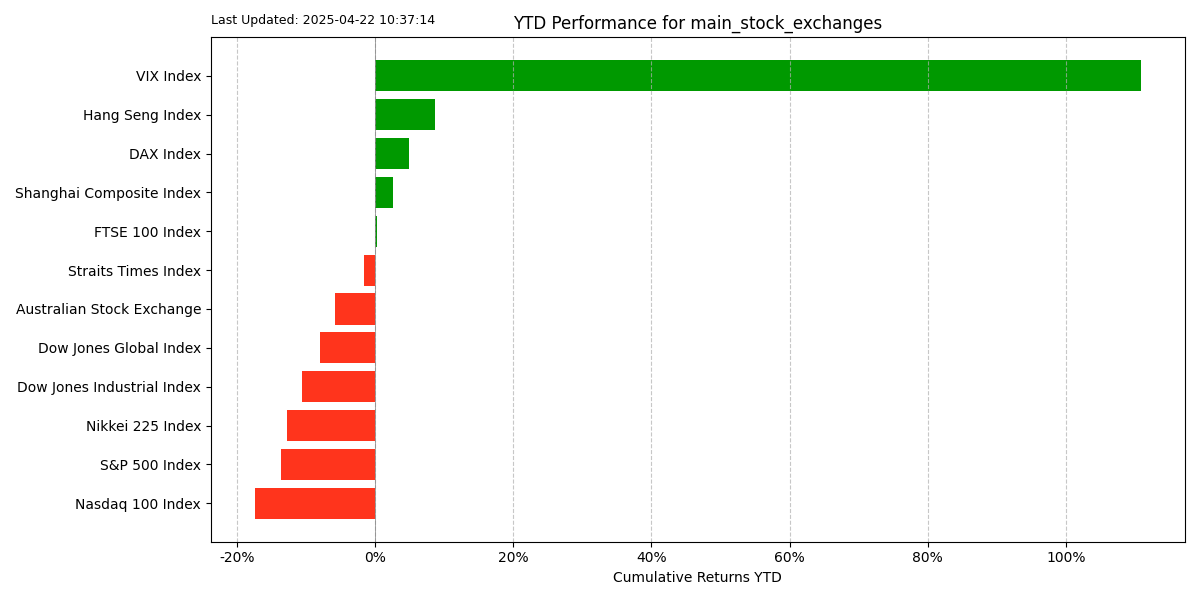 Last Updated: 2025-04-22 10:37:14
YTD Performance for main_stock_exchanges
VIX Index
Hang Seng Index
DAX Index
Shanghai Composite Index
FTSE 100 Index
Straits Times Index
Australian Stock Exchange
Dow Jones Global Index
Dow Jones Industrial Index
Nikkei 225 Index
S&P 500 Index
Nasdaq 100 Index
-20% 0% 20% 40% 60% 80% 100%
Cumulative Returns YTD